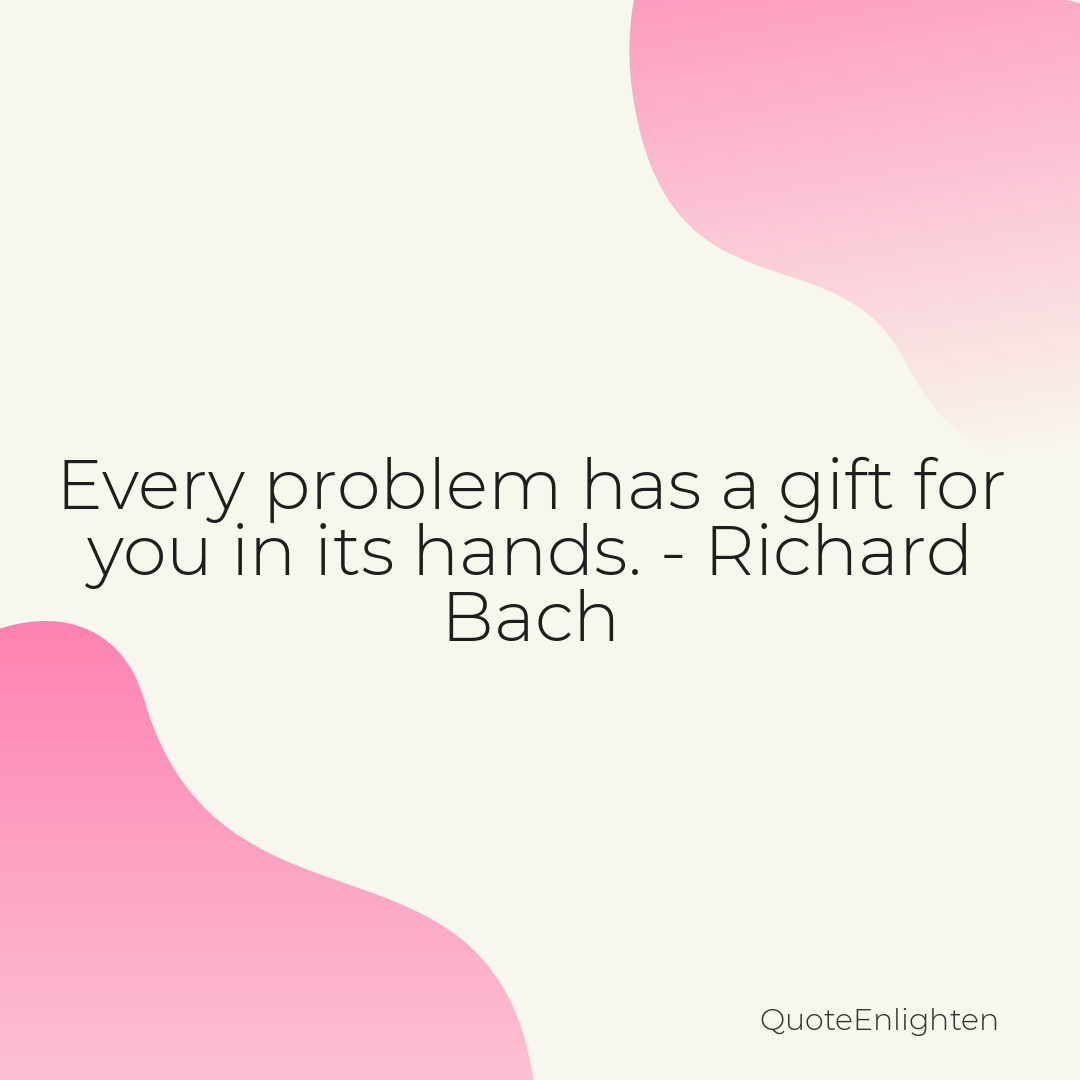 Every problem has a gift for
you in its hands. - Richard
Bach
QuoteEnlighten